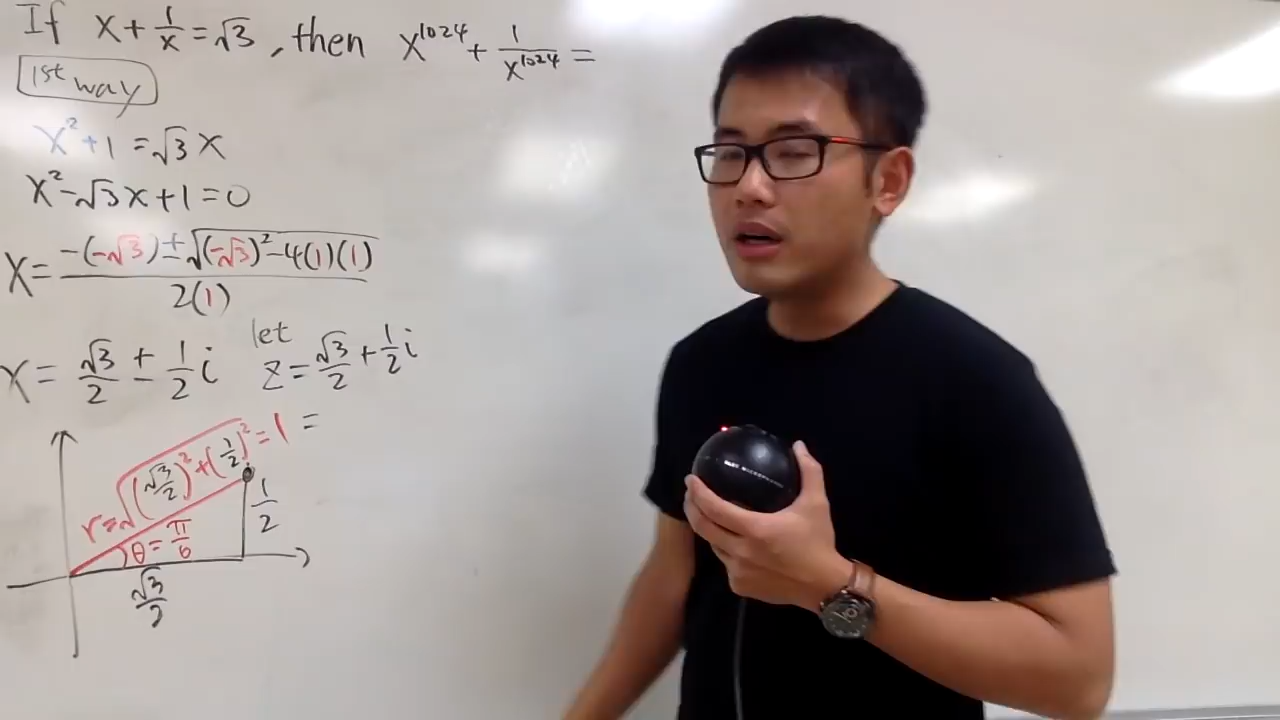 If x + 1/x = √3, then x^1024 + 1/x^1024 =
1st way
x² + 1 = √3 x
x² - √3x + 1 = 0
x = (-(-√3) ± √((-√3)² - 4(1)(1))) / 2(1)
x = √3/2 ± 1/2 i
let
z = √3/2 + 1/2 i
=
r = √((√3/2)² + (1/2)²) = 1
1/2
θ = π/6
√3/2